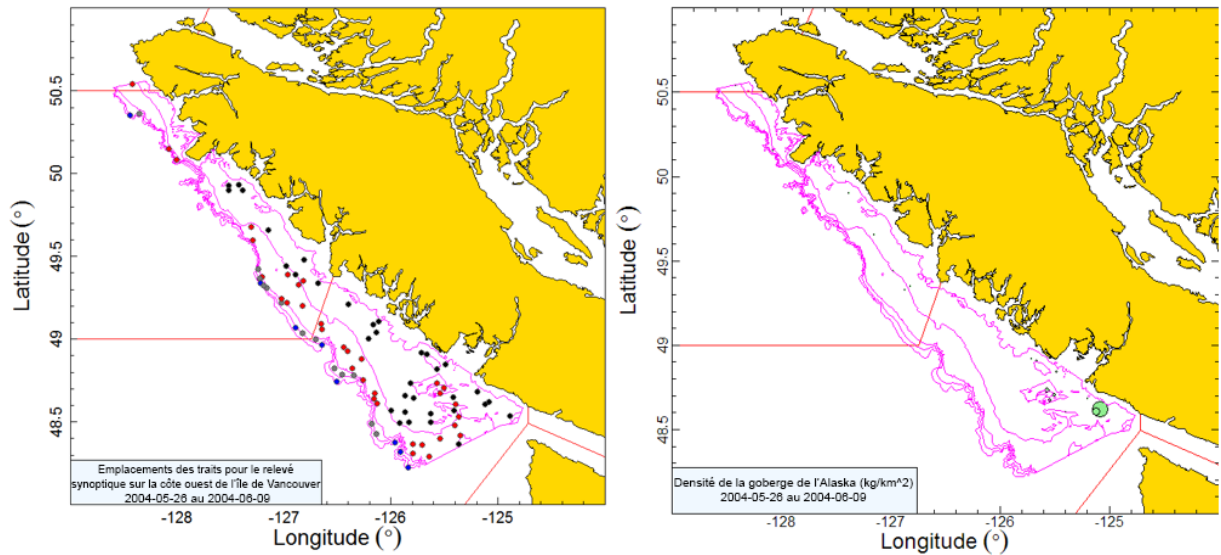 50.5
50
49.5
49
48.5
Latitude (°)
Emplacements des traits pour le relevé
synoptique sur la côte ouest de l'île de Vancouver
2004-05-26 au 2004-06-09
-128
-127
-126
-125
Longitude (°)
50.5
50
49.5
49
48.5
Latitude (°)
Densité de la goberge de l'Alaska (kg/km^2)
2004-05-26 au 2004-06-09
-128
-127
-126
-125
Longitude (°)